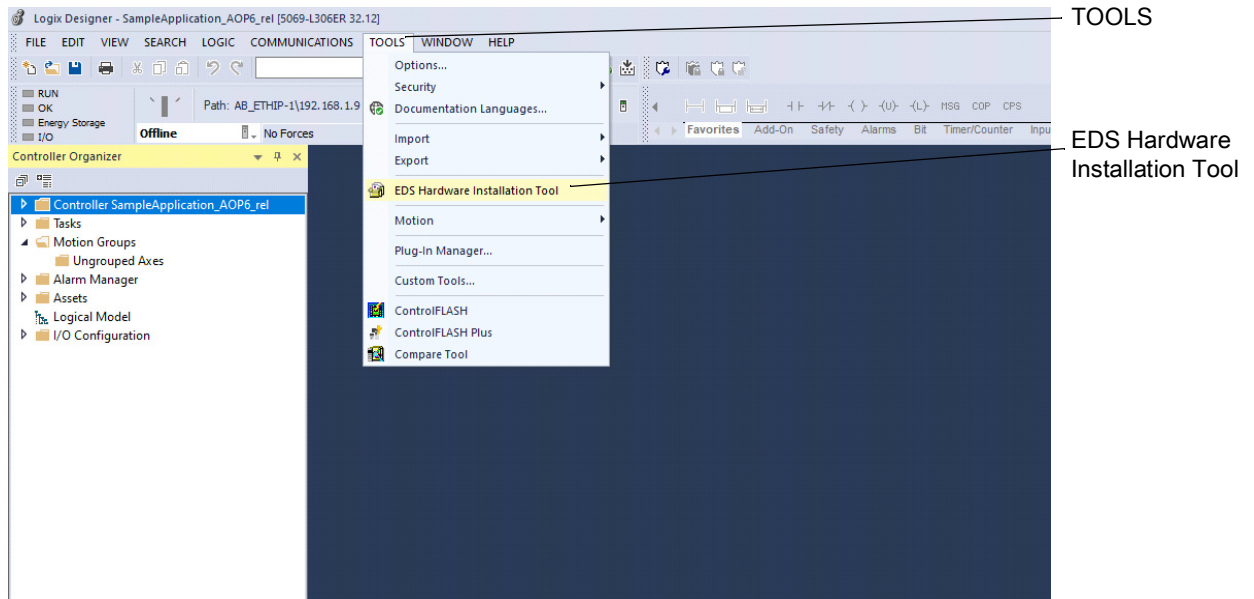 Logix Designer - SampleApplication_AOP6_rel [5069-L306ER 32.12]
TOOLS
FILE EDIT VIEW SEARCH LOGIC COMMUNICATIONS TOOLS WINDOW HELP
Options...
Security
RUN
OK
Energy Storage
I/O
Path: AB_ETHIP-1\192.168.1.9
Offline
No Forces
Documentation Languages...
Import
Export
MSG COP CPS
Favorites Add-On Safety Alarms Bit Timer/Counter Inpu
EDS Hardware
Installation Tool
Controller Organizer
Controller SampleApplication_AOP6_rel
Tasks
Motion Groups
Ungrouped Axes
Alarm Manager
Assets
Logical Model
I/O Configuration
EDS Hardware Installation Tool
Motion
Plug-In Manager...
Custom Tools...
ControlFLASH
ControlFLASH Plus
Compare Tool